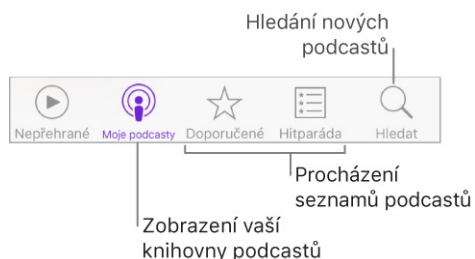 Hledání nových
podcastů
Nepřehrané Moje podcasty Doporučené Hitparáda Hledat
Procházení
seznamů podcastů
Zobrazení vaší
knihovny podcastů